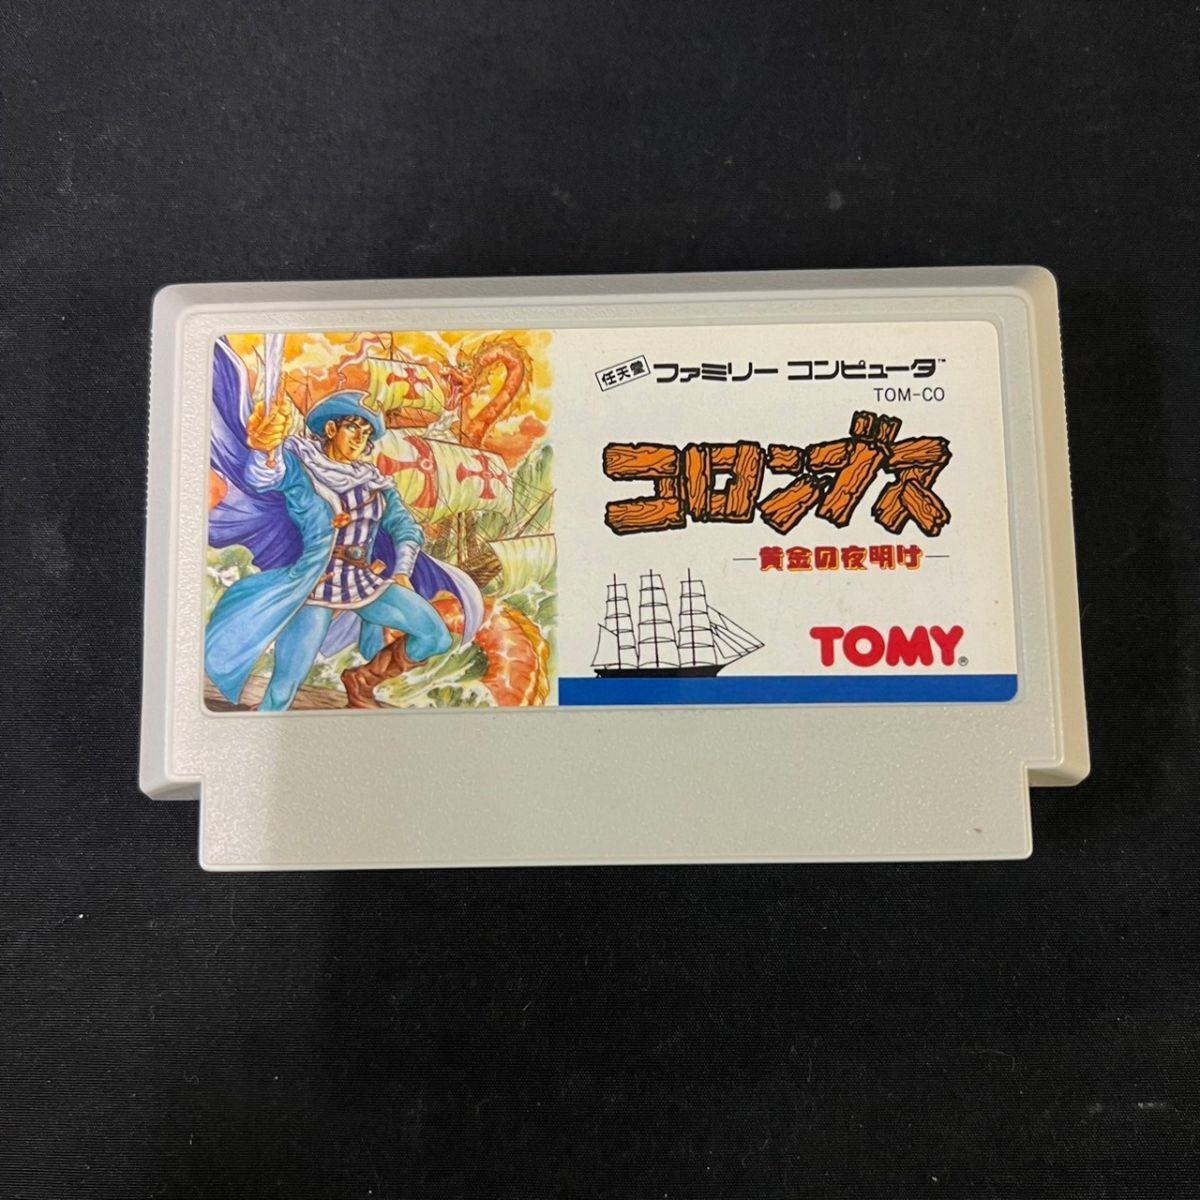 任天堂 ファミリー コンピュータ™
TOM-CO
コロンブス
—黄金の夜明け—
TOMY®